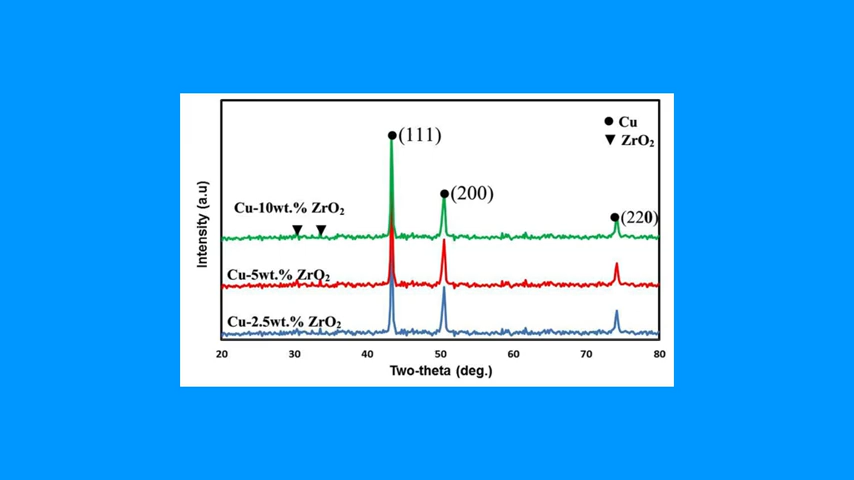 ● Cu
▼ ZrO₂
(111)
(200)
(220)
Cu-10wt.% ZrO₂
Cu-5wt.% ZrO₂
Cu-2.5wt.% ZrO₂
Intensity (a.u)
20 30 40 50 60 70 80
Two-theta (deg.)